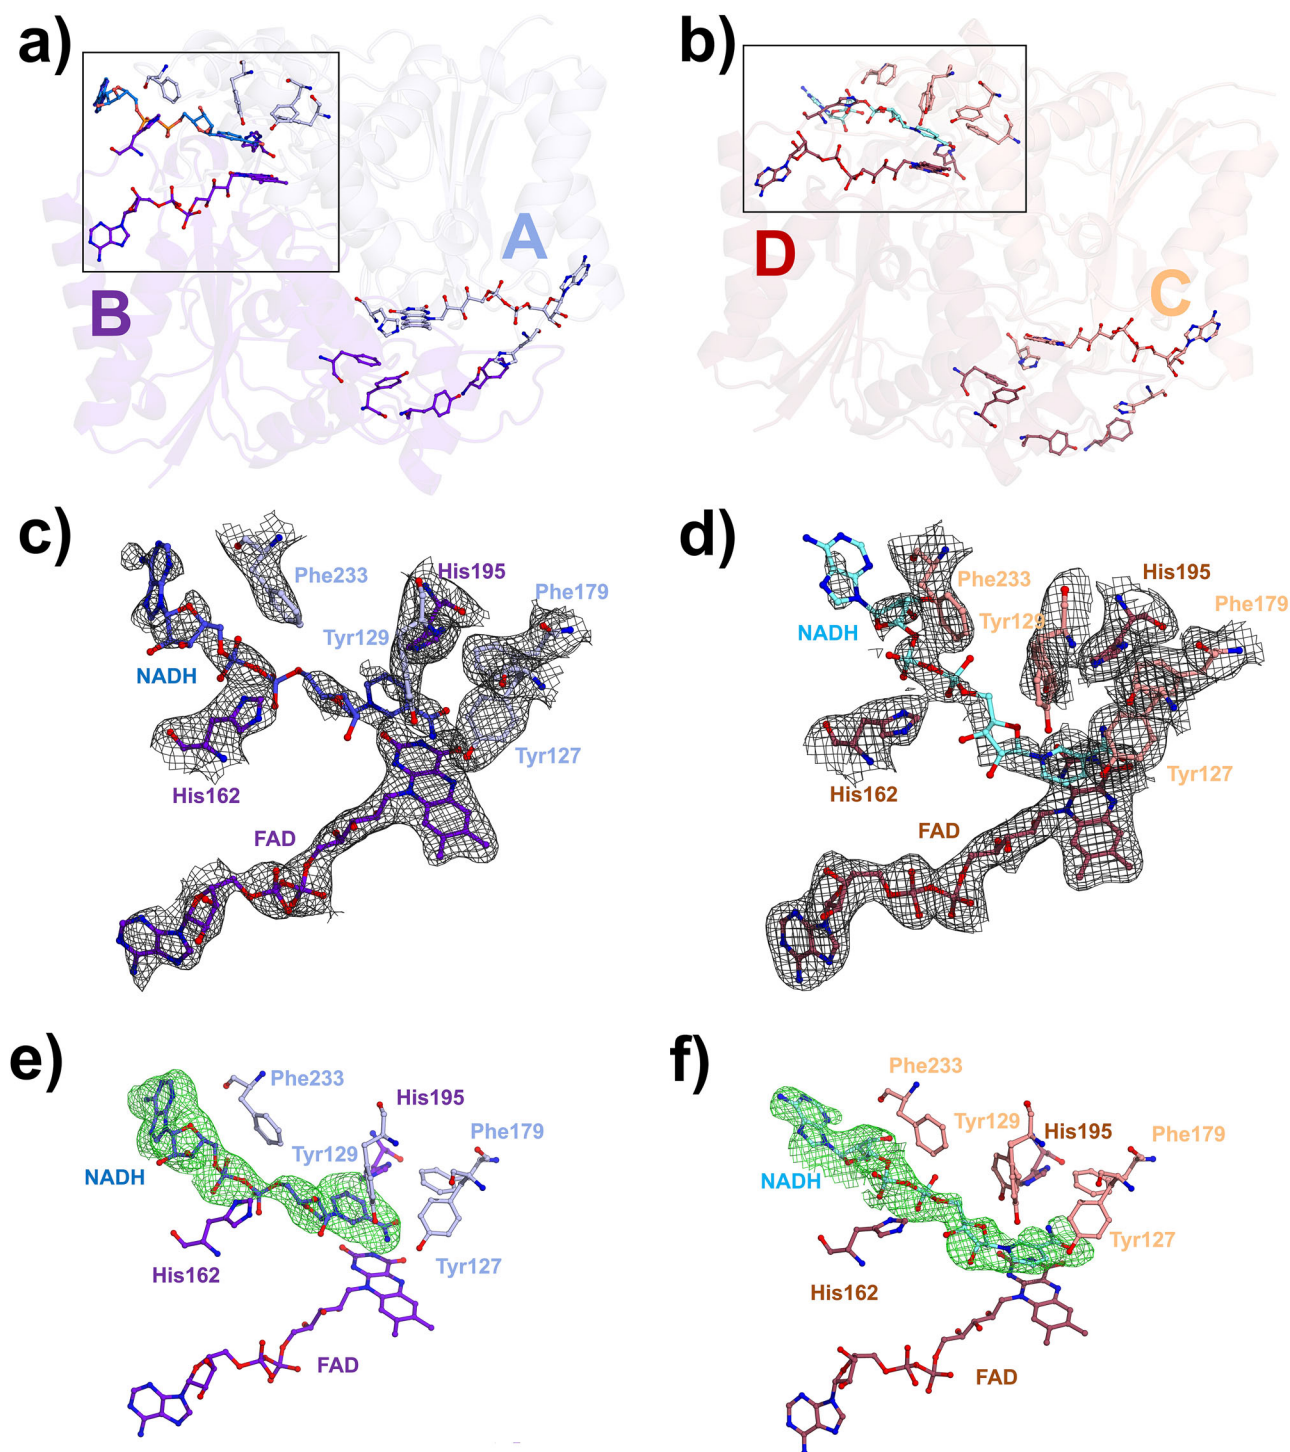 a)
b)
A
B
D
C
c)
d)
Phe233
His195
Phe179
Tyr129
NADH
Tyr127
His162
FAD
Phe233
His195
Phe179
Tyr129
NADH
Tyr127
His162
FAD
e)
f)
Phe233
His195
Phe179
Tyr129
NADH
Tyr127
His162
FAD
Phe233
Tyr129
His195
Phe179
NADH
Tyr127
His162
FAD